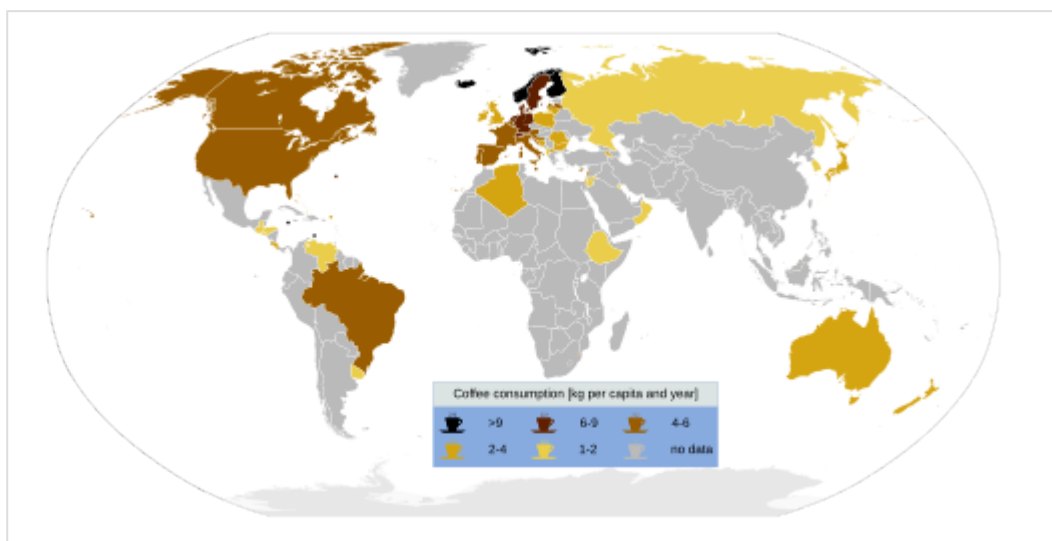 Coffee consumption [kg per capita and year]
>9 6-9 4-6
2-4 1-2 no data